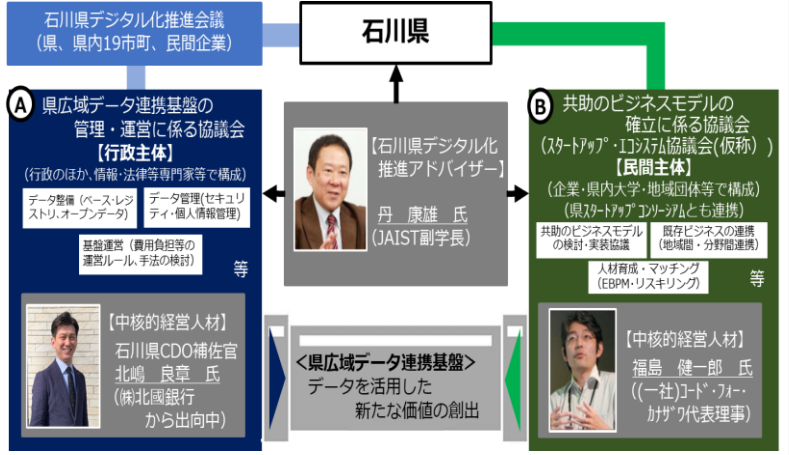 石川県デジタル化推進会議
（県、県内19市町、民間企業）
石川県
A
県広域データ連携基盤の
管理・運営に係る協議会
【行政主体】
(行政のほか、情報・法律等専門家等で構成)
データ整備（ベース・レジ
ストリ、オープンデータ）
データ管理(セキュリ
ティ・個人情報管理)
基盤運営（費用負担等の
運営ルール、手法の検討）
等
【中核的経営人材】
石川県CDO補佐官
北嶋　良章　氏
（㈱北國銀行
から出向中）
【石川県デジタル化
推進アドバイザー】
丹　康雄　氏
(JAIST副学長）
<県広域データ連携基盤>
データを活用した
新たな価値の創出
B
共助のビジネスモデルの
確立に係る協議会
(ｽﾀｰﾄｱｯﾌﾟ・ｴｺｼｽﾃﾑ協議会(仮称）)
【民間主体】
(企業・県内大学・地域団体等で構成）
（県ｽﾀｰﾄｱｯﾌﾟｺﾝｿｰｼｱﾑとも連携）
共助のビジネスモデル
の検討・実装協議
既存ビジネスの連携
（地域間・分野間連携）
人材育成・マッチング
（EBPM・リスキリング）
等
【中核的経営人材】
福島　健一郎　氏
（(一社)ｺｰﾄﾞ・ﾌｫｰ・
ｶﾅｻﾞﾜ代表理事）